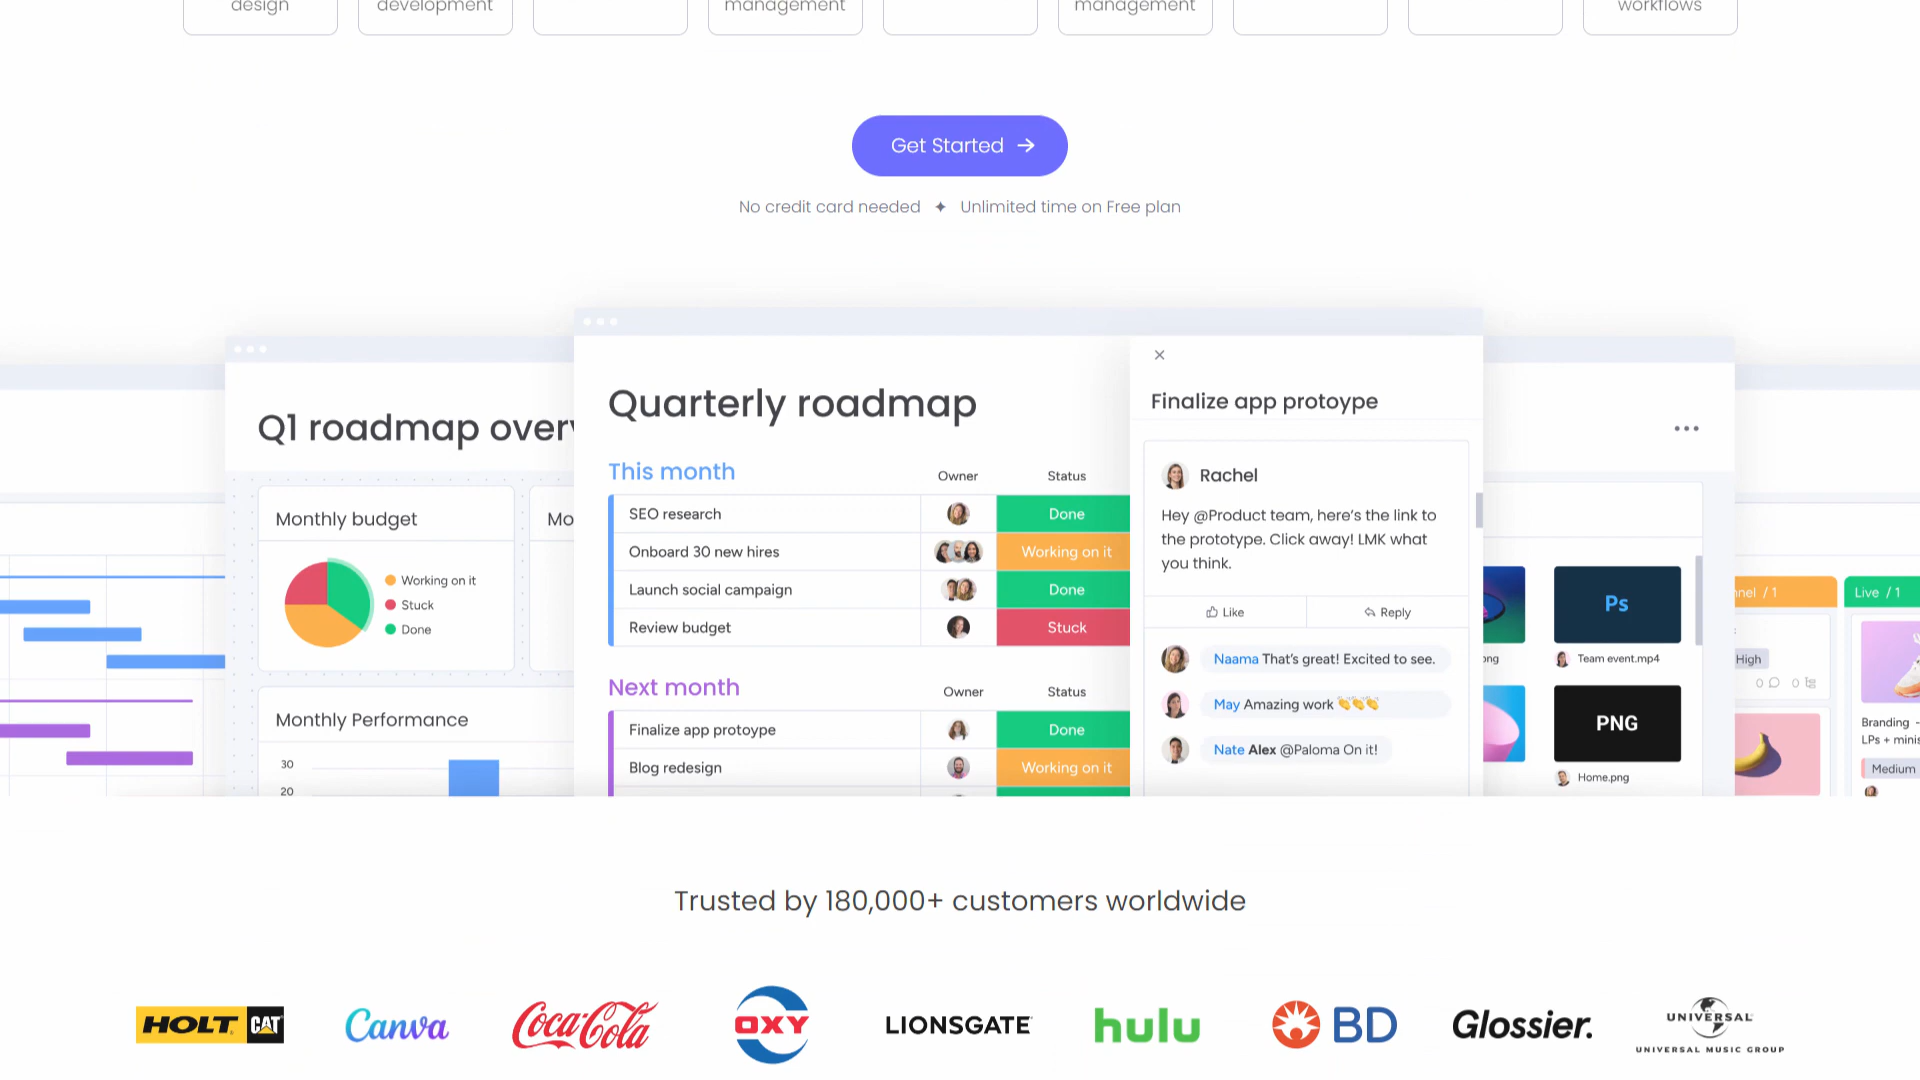 design
development
management
management
workflows
Get Started →
No credit card needed ✦ Unlimited time on Free plan
Q1 roadmap over
Monthly budget
Working on it
Stuck
Done
Mo
Monthly Performance
30
20
Quarterly roadmap
This month Owner Status
SEO research Done
Onboard 30 new hires Working on it
Launch social campaign Done
Review budget Stuck
Next month Owner Status
Finalize app protoype Done
Blog redesign Working on it
Finalize app protoype
Rachel
Hey @Product team, here’s the link to
the prototype. Click away! LMK what
you think.
Like Reply
Naama That’s great! Excited to see.
May Amazing work 👏👏👏
Nate Alex @Paloma On it!
Ps
ong Team event.mp4
PNG
Home.png
nnel / 1
High
0 0
Live / 1
Branding -
LPs + minis
Medium
Trusted by 180,000+ customers worldwide
HOLT CAT
Canva
Coca-Cola
OXY
LIONSGATE
hulu
BD
Glossier.
UNIVERSAL
UNIVERSAL MUSIC GROUP